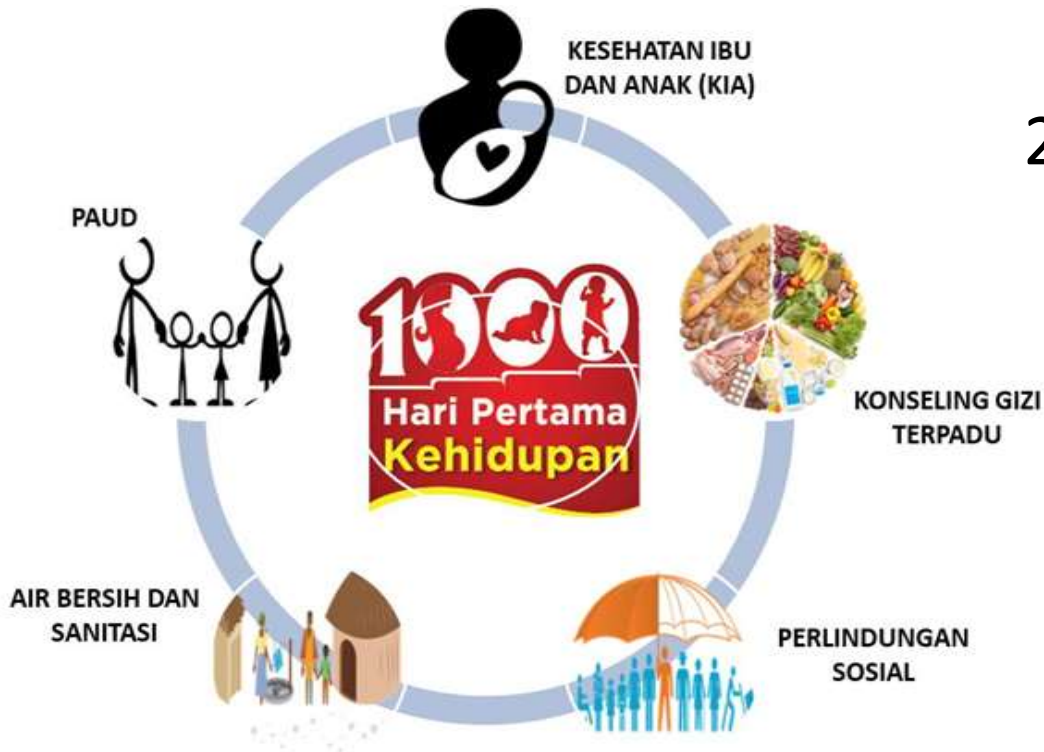 KESEHATAN IBU
DAN ANAK (KIA)
2
PAUD
1000
Hari Pertama
Kehidupan
KONSELING GIZI
TERPADU
AIR BERSIH DAN
SANITASI
PERLINDUNGAN
SOSIAL